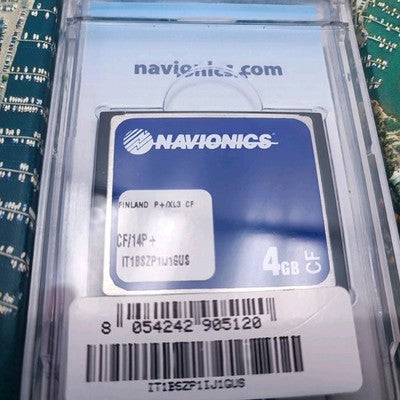 navionics.com
NAVIONICS
FINLAND P+/XL3 CF
CF/14P+
IT1BSZP1IJ1GUS
4GB
CF
8 054242 905120
IT1BSZP1IJ1GUS